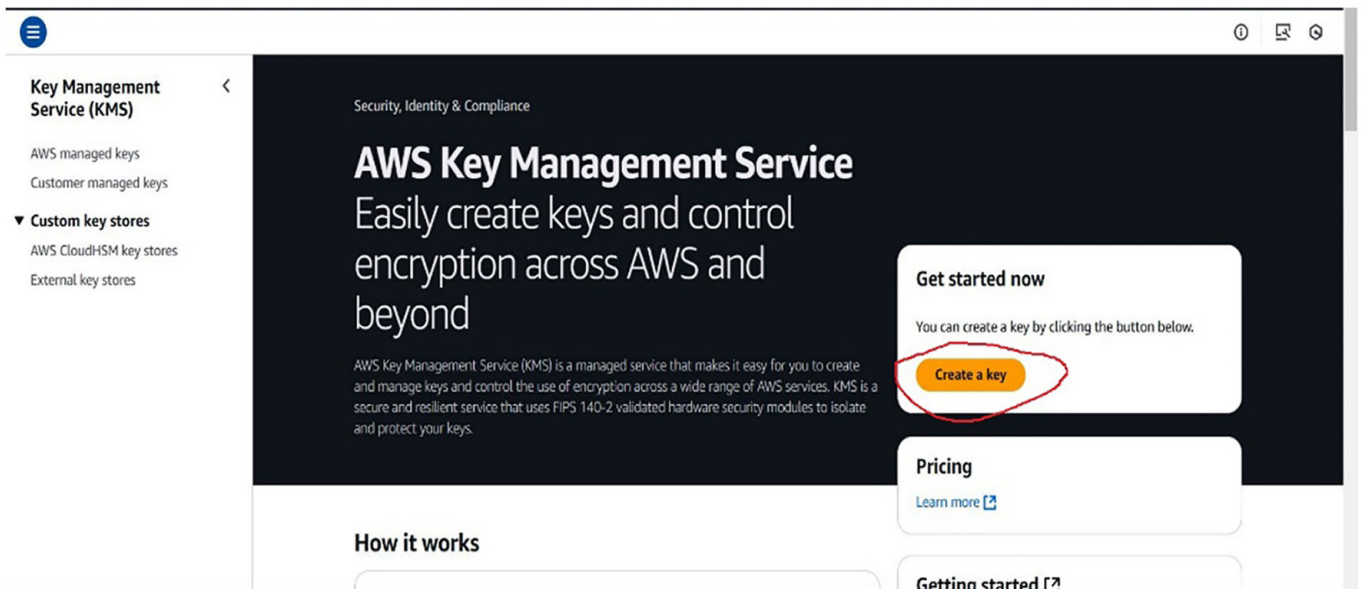 Key Management
Service (KMS)
AWS managed keys
Customer managed keys
Custom key stores
AWS CloudHSM key stores
External key stores
Security, Identity & Compliance
AWS Key Management Service
Easily create keys and control
encryption across AWS and
beyond
AWS Key Management Service (KMS) is a managed service that makes it easy for you to create
and manage keys and control the use of encryption across a wide range of AWS services. KMS is a
secure and resilient service that uses FIPS 140-2 validated hardware security modules to isolate
and protect your keys.
Get started now
You can create a key by clicking the button below.
Create a key
Pricing
Learn more
How it works
Getting started